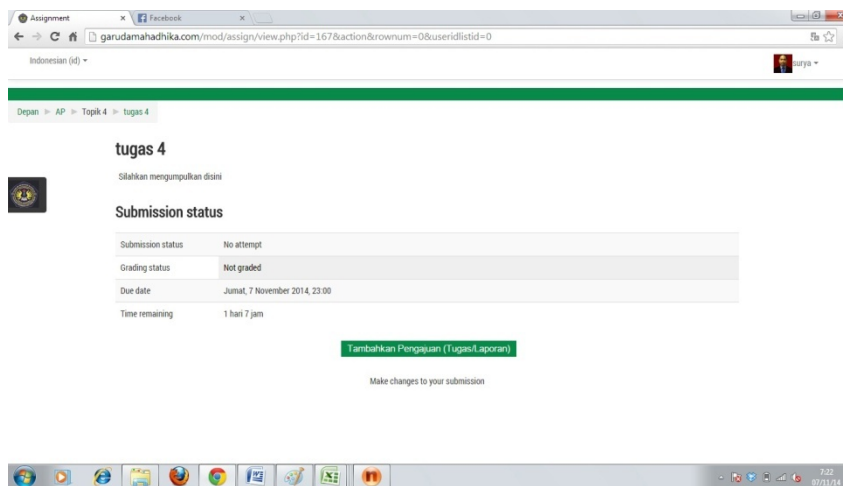 Assignment
Facebook
garudamahadhika.com/mod/assign/view.php?id=167&action&rownum=0&useridlistid=0
Indonesian (id)
surya
Depan AP Topik 4 tugas 4
tugas 4
Silahkan mengumpulkan disini
Submission status
Submission status No attempt
Grading status Not graded
Due date Jumat, 7 November 2014, 23:00
Time remaining 1 hari 7 jam
Tambahkan Pengajuan (Tugas/Laporan)
Make changes to your submission
7:22
07/11/14